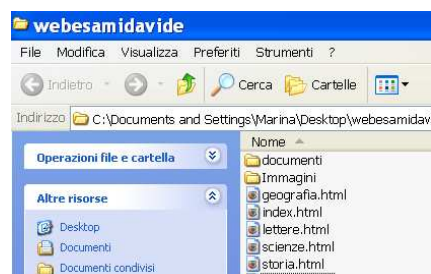 webesamidavide
File Modifica Visualizza Preferiti Strumenti ?
Indietro Cerca Cartelle
Indirizzo C:\Documents and Settings\Marina\Desktop\webesamidav
Nome
Operazioni file e cartella
documenti
Immagini
Altre risorse
geografia.html
index.html
Desktop
lettere.html
Documenti
scienze.html
Documenti condivisi
storia.html